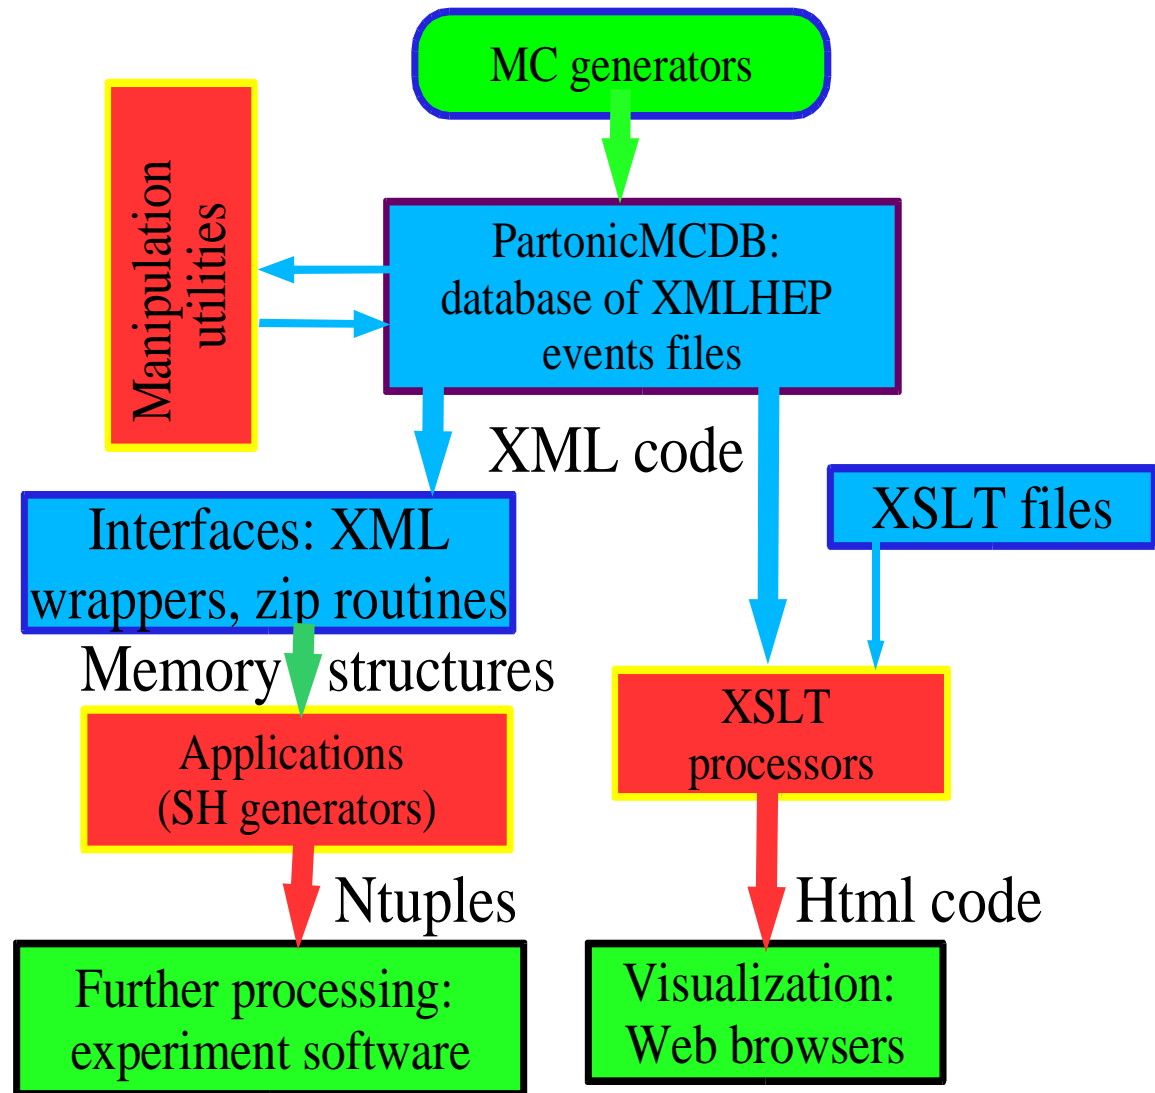 MC generators
Manipulation
utilities
PartonicMCDB:
database of XMLHEP
events files
XML code
XSLT files
Interfaces: XML
wrappers, zip routines
Memory structures
XSLT
processors
Applications
(SH generators)
Ntuples
Html code
Further processing:
experiment software
Visualization:
Web browsers